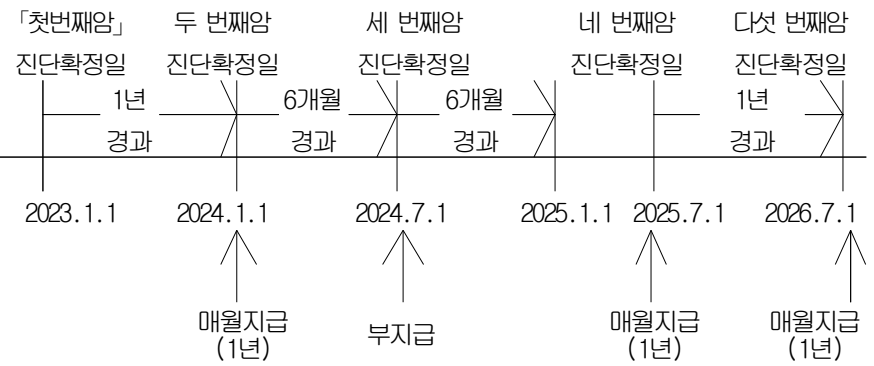 「첫번째암」 두 번째암 세 번째암 네 번째암 다섯 번째암
진단확정일 진단확정일 진단확정일 진단확정일 진단확정일
1년 6개월 6개월 1년
경과 경과 경과 경과
2023.1.1 2024.1.1 2024.7.1 2025.1.1 2025.7.1 2026.7.1
매월지급 부지급 매월지급 매월지급
(1년) (1년) (1년)